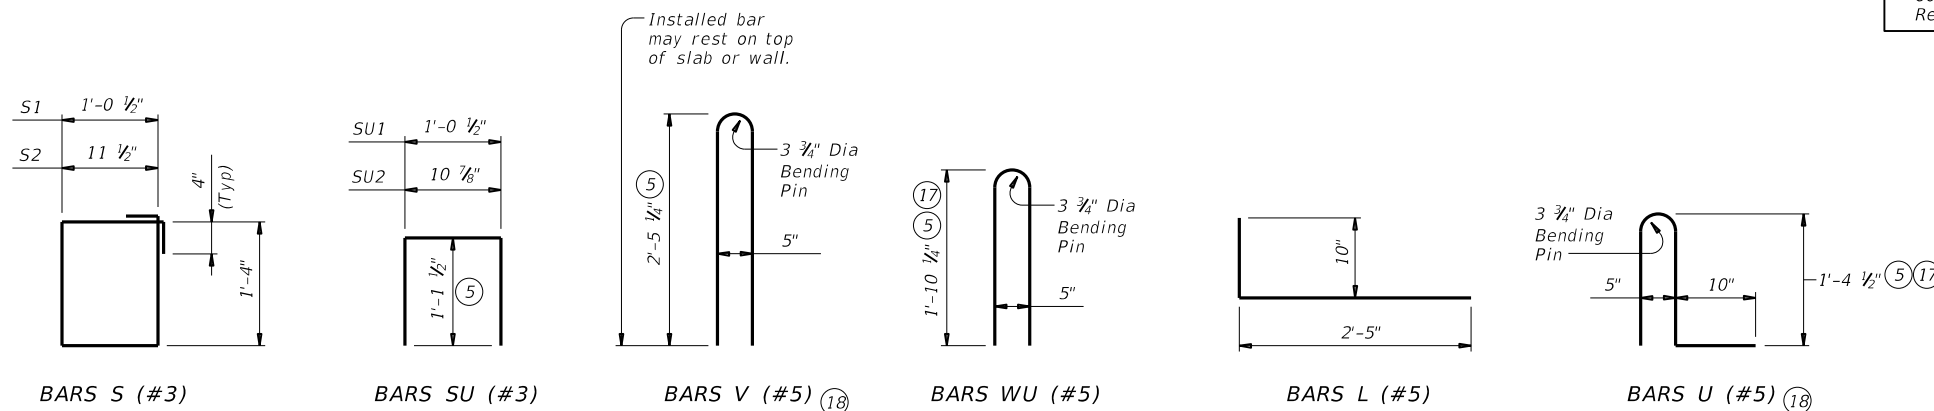 Re
Installed bar
may rest on top
of slab or wall.
S1
1'-0 ½"
S2
11 ½"
4"
(Typ)
1'-4"
BARS S (#3)
SU1
1'-0 ½"
SU2
10 ⅞"
1'-1 ½"
5
BARS SU (#3)
3 ¾" Dia
Bending
Pin
2'-5 ¼" 5
5"
BARS V (#5) 18
17
5
1'-10 ¼"
3 ¾" Dia
Bending
Pin
5"
BARS WU (#5)
10"
2'-5"
BARS L (#5)
3 ¾" Dia
Bending
Pin
5"
10"
1'-4 ½" 5 17
BARS U (#5) 18